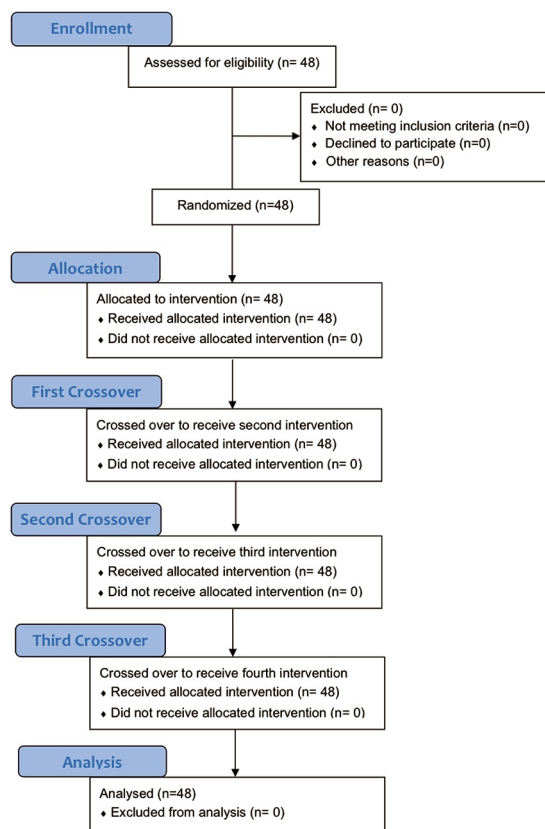 Enrollment
Assessed for eligibility (n= 48)
Excluded (n= 0)
♦ Not meeting inclusion criteria (n=0)
♦ Declined to participate (n=0)
♦ Other reasons (n=0)
Randomized (n=48)
Allocation
Allocated to intervention (n= 48)
♦ Received allocated intervention (n= 48)
♦ Did not receive allocated intervention (n= 0)
First Crossover
Crossed over to receive second intervention
♦ Received allocated intervention (n= 48)
♦ Did not receive allocated intervention (n= 0)
Second Crossover
Crossed over to receive third intervention
♦ Received allocated intervention (n= 48)
♦ Did not receive allocated intervention (n= 0)
Third Crossover
Crossed over to receive fourth intervention
♦ Received allocated intervention (n= 48)
♦ Did not receive allocated intervention (n= 0)
Analysis
Analysed (n=48)
♦ Excluded from analysis (n= 0)